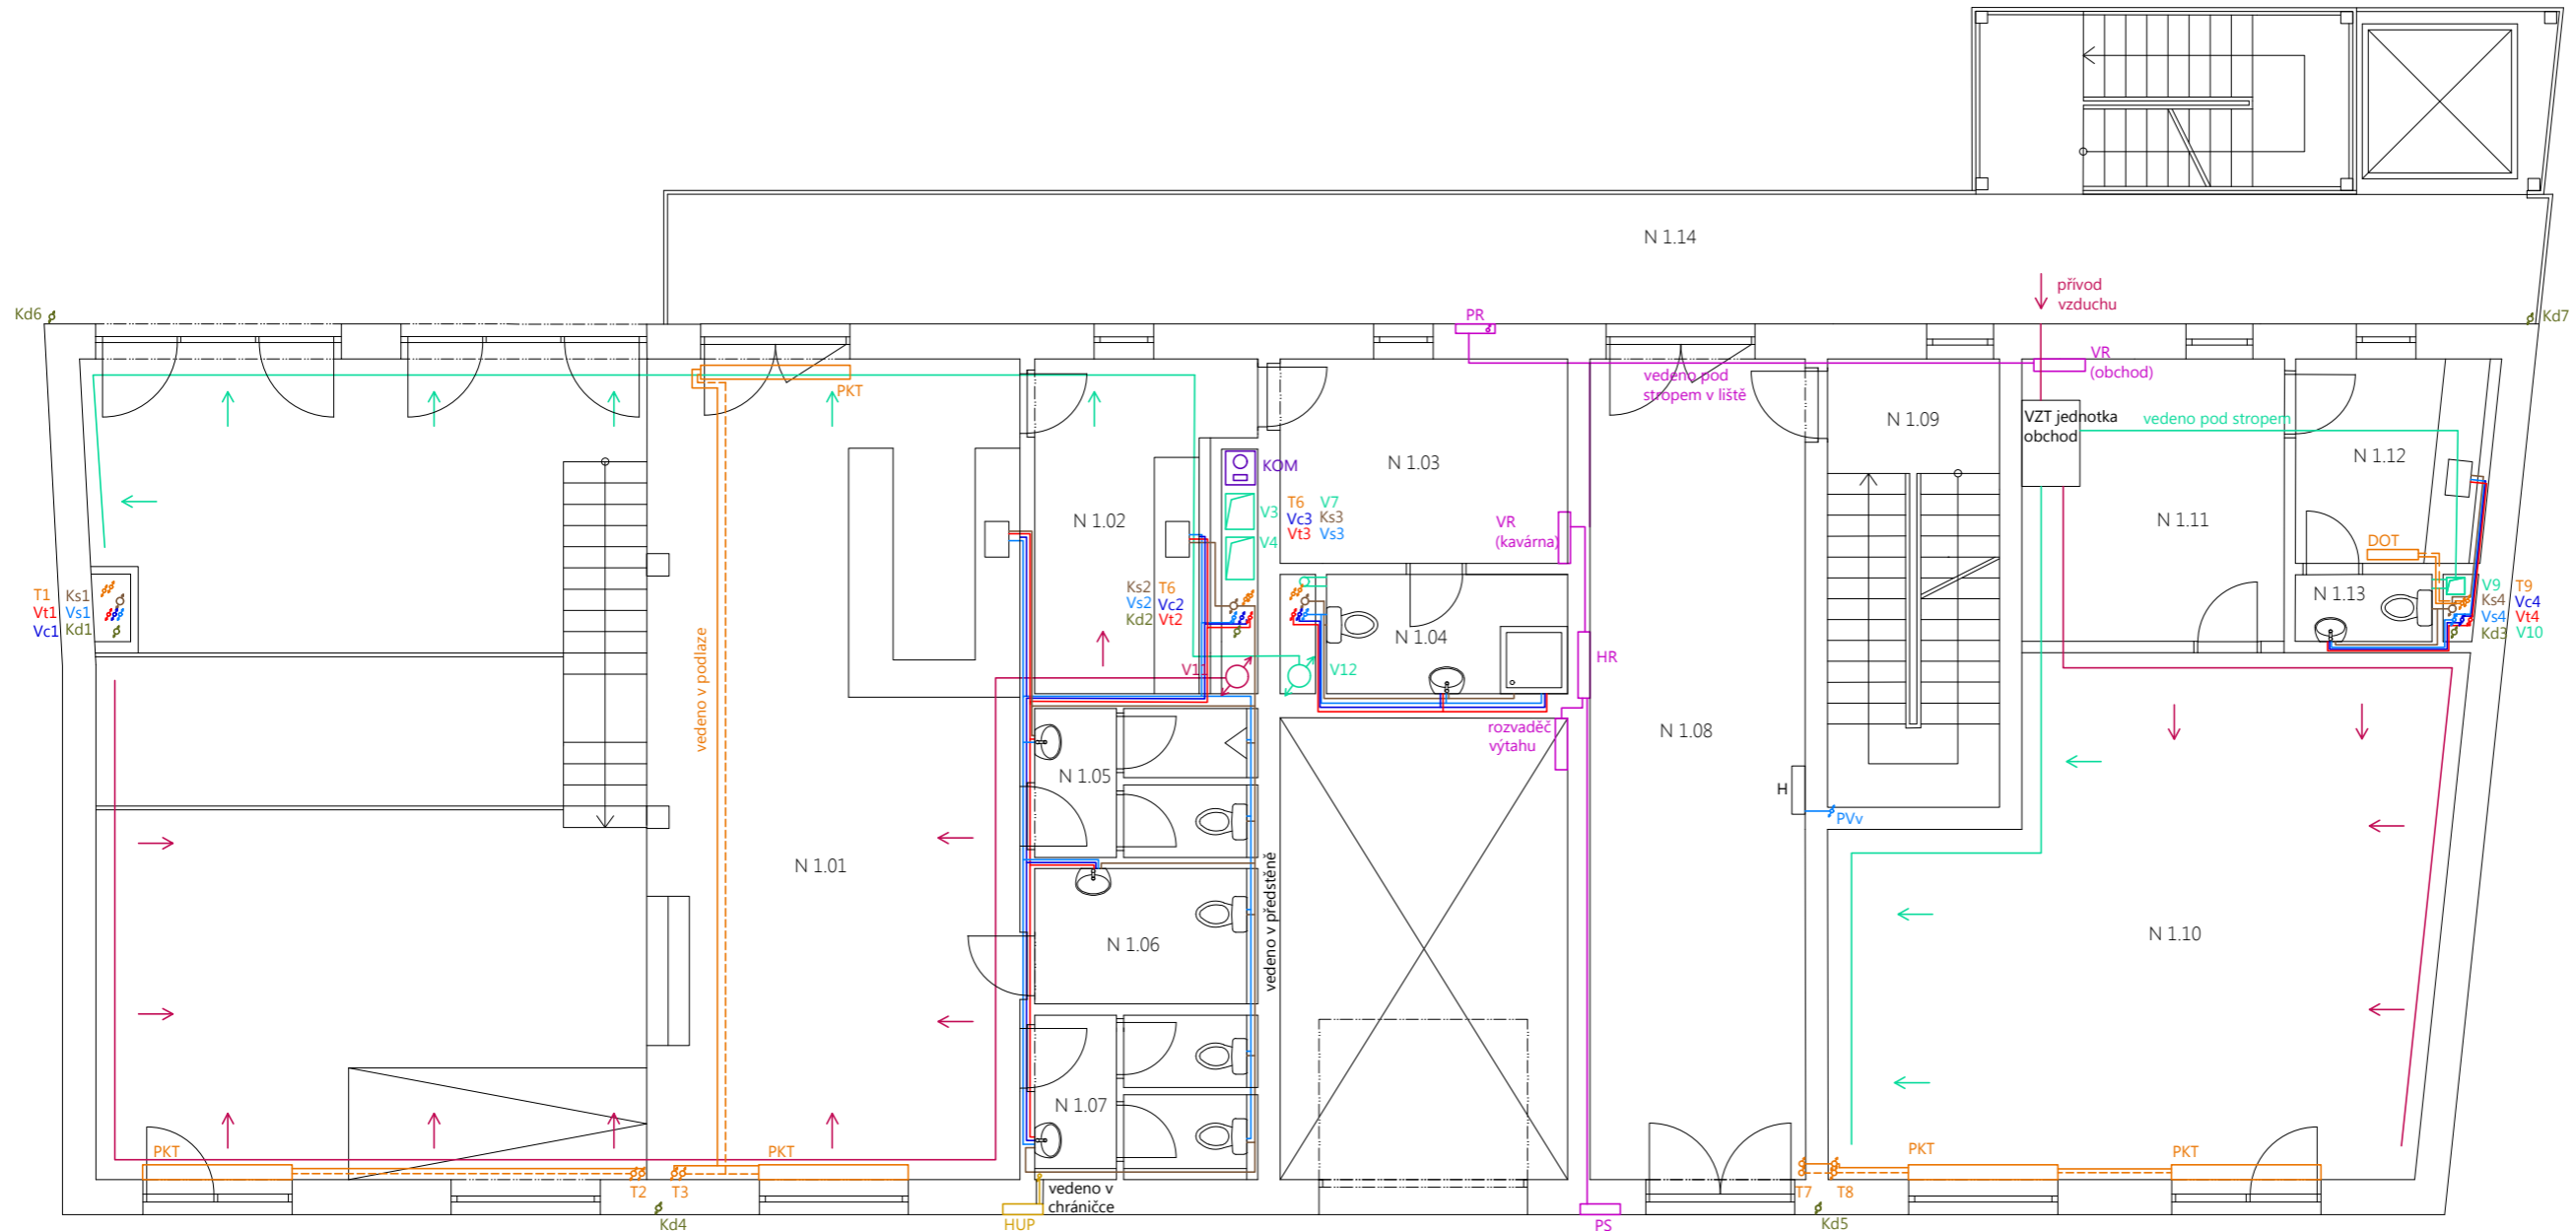 N 1.14
přívod
vzduchu
Kd6
PR
Kd7
VR
(obchod)
vedeno pod
stropem v liště
PKT
VZT jednotka
obchod
vedeno pod stropem
N 1.09
N 1.12
KOM
N 1.03
N 1.02
V3
T6 V7
Vc3 Ks3
Vt3 Vs3
VR
(kavárna)
N 1.11
V4
DOT
T1 Ks1
Vt1 Vs1
Vc1 Kd1
Ks2 T6
Vs2 Vc2
Kd2 Vt2
N 1.13
V9 T9
Ks4 Vc4
Vs4 Vt4
Kd3 V10
N 1.04
HR
V11
V12
vedeno v podlaze
rozvaděč
výtahu
N 1.08
N 1.05
H
PVv
N 1.01
vedeno v předstěně
N 1.06
N 1.10
N 1.07
PKT
PKT
PKT
PKT
T2
T3
T7
T8
vedeno v
chráničce
Kd4
HUP
PS
Kd5